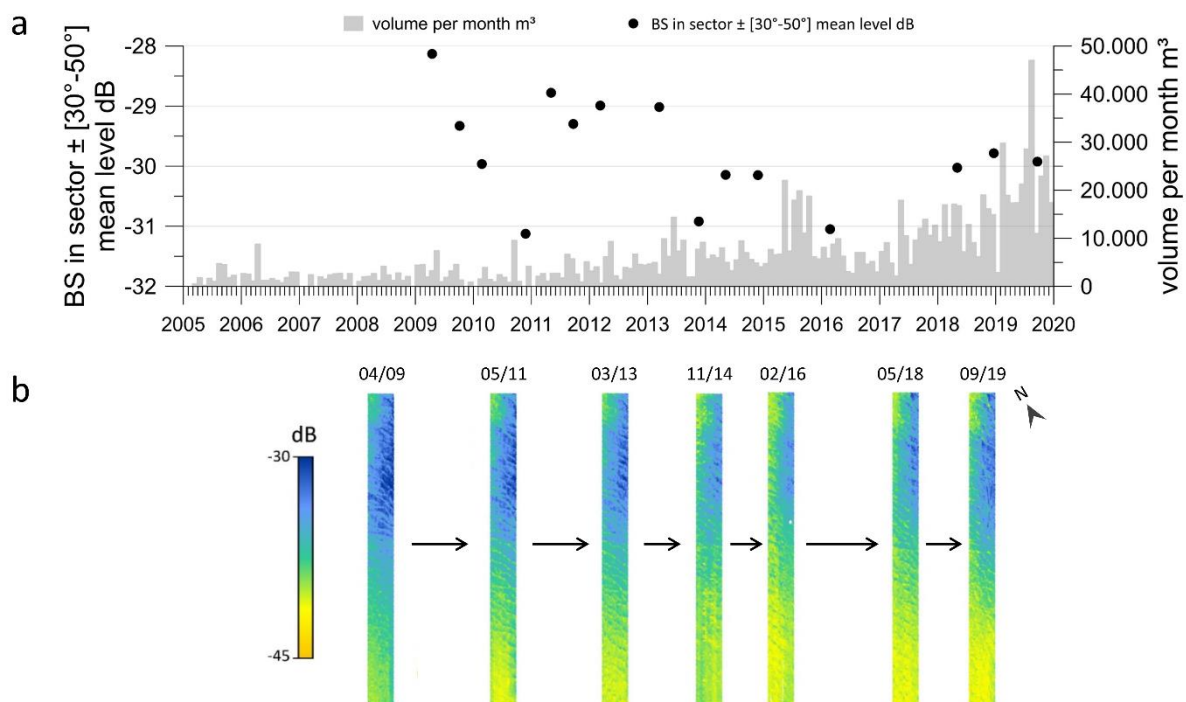 a
volume per month m³
BS in sector ± [30°-50°] mean level dB
BS in sector ± [30°-50°]
mean level dB
-28
-29
-30
-31
-32
50.000
40.000
30.000
20.000
10.000
0
volume per month m³
2005 2006 2007 2008 2009 2010 2011 2012 2013 2014 2015 2016 2017 2018 2019 2020
b
04/09 05/11 03/13 11/14 02/16 05/18 09/19
N
dB
-30
-45